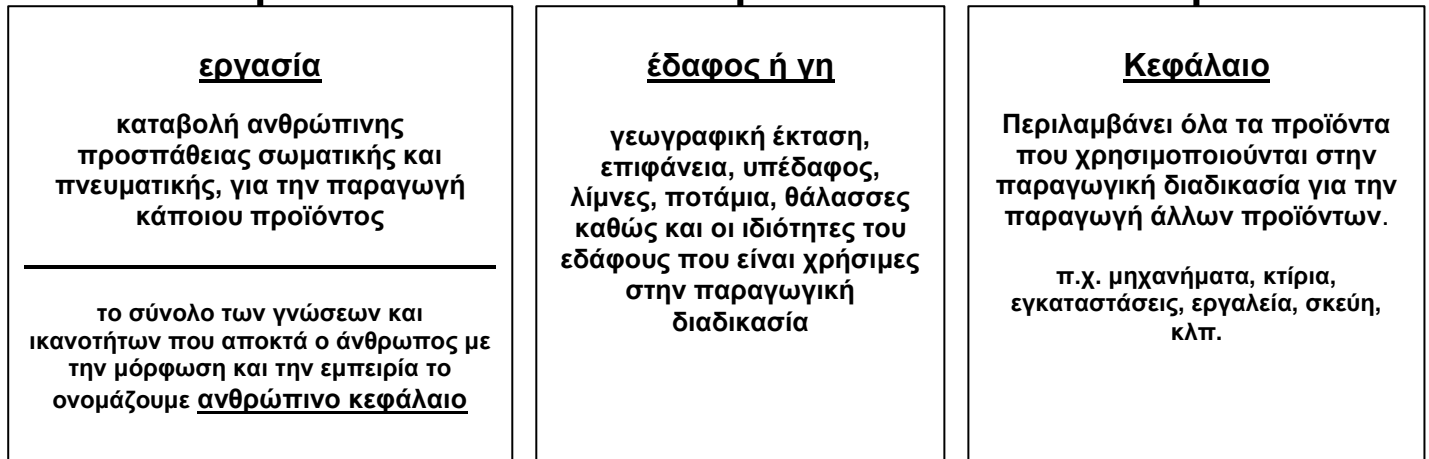 εργασία
καταβολή ανθρώπινης
προσπάθειας σωματικής και
πνευματικής, για την παραγωγή
κάποιου προϊόντος
το σύνολο των γνώσεων και
ικανοτήτων που αποκτά ο άνθρωπος με
την μόρφωση και την εμπειρία το
ονομάζουμε ανθρώπινο κεφάλαιο
έδαφος ή γη
γεωγραφική έκταση,
επιφάνεια, υπέδαφος,
λίμνες, ποτάμια, θάλασσες
καθώς και οι ιδιότητες του
εδάφους που είναι χρήσιμες
στην παραγωγική
διαδικασία
Κεφάλαιο
Περιλαμβάνει όλα τα προϊόντα
που χρησιμοποιούνται στην
παραγωγική διαδικασία για την
παραγωγή άλλων προϊόντων.
π.χ. μηχανήματα, κτίρια,
εγκαταστάσεις, εργαλεία, σκεύη,
κλπ.